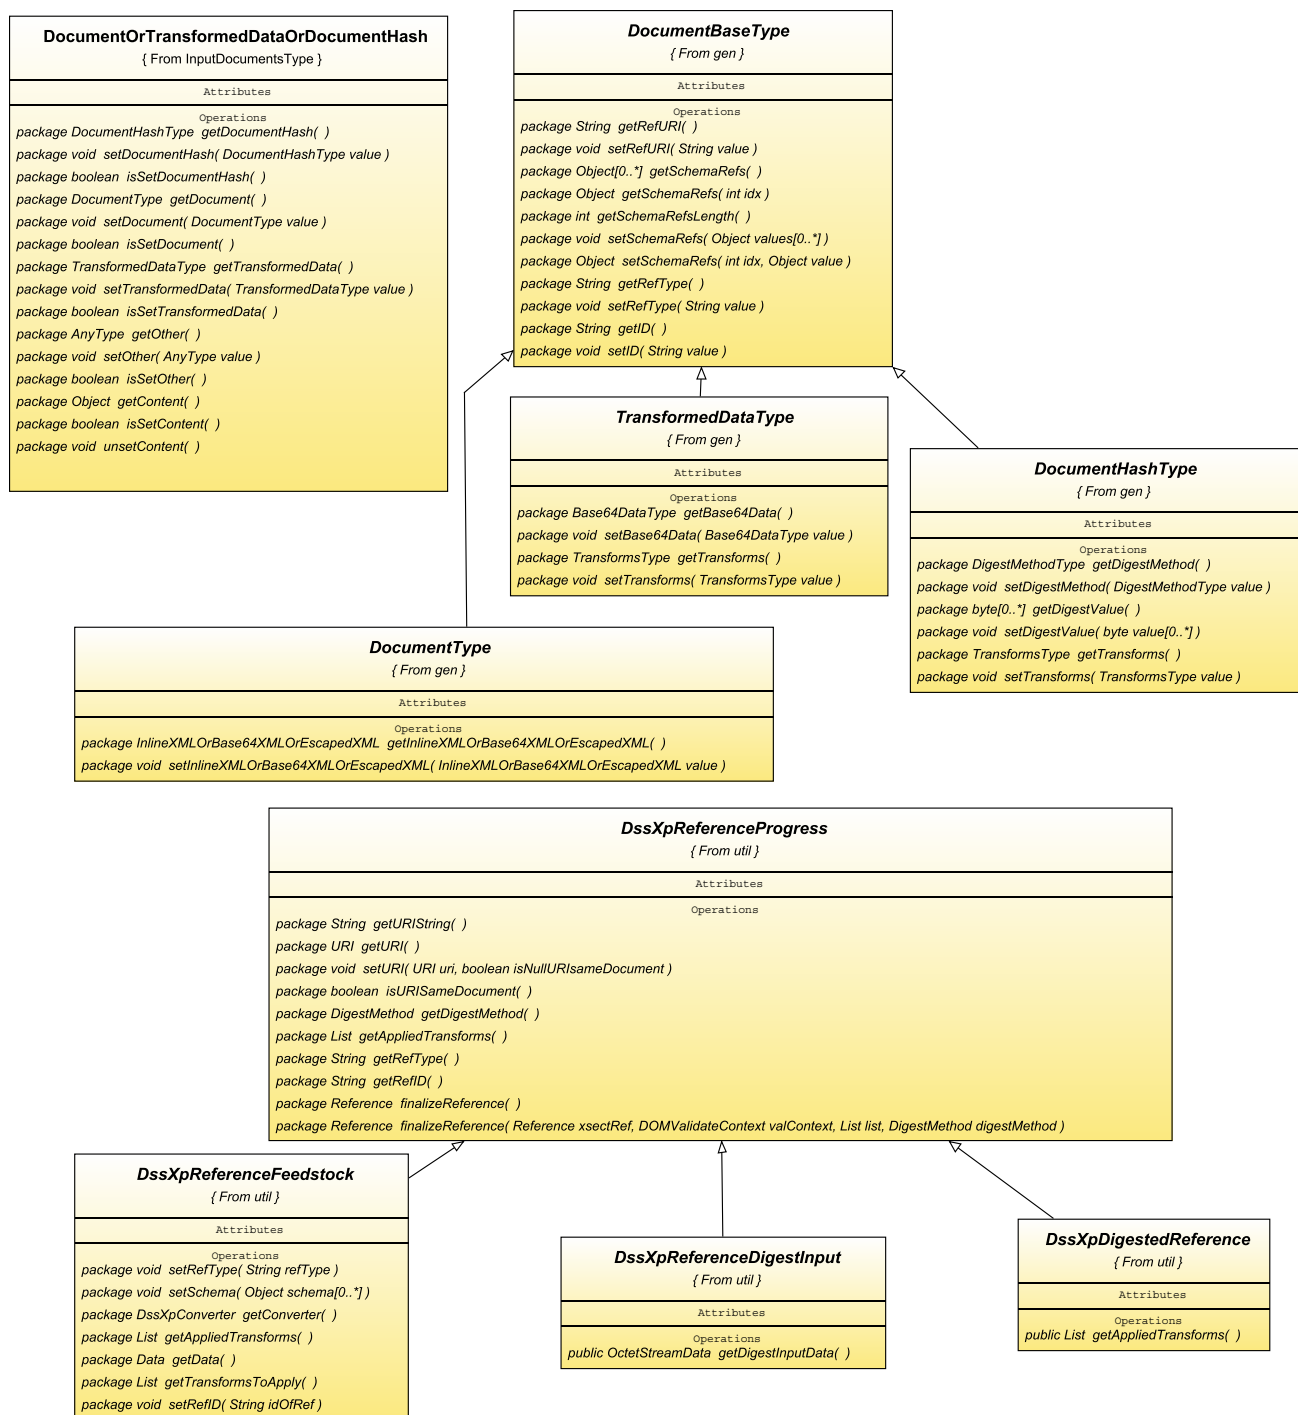 DocumentOrTransformedDataOrDocumentHash
{ From InputDocumentsType }
Attributes
Operations
package DocumentHashType getDocumentHash( )
package void setDocumentHash( DocumentHashType value )
package boolean isSetDocumentHash( )
package DocumentType getDocument( )
package void setDocument( DocumentType value )
package boolean isSetDocument( )
package TransformedDataType getTransformedData( )
package void setTransformedData( TransformedDataType value )
package boolean isSetTransformedData( )
package AnyType getOther( )
package void setOther( AnyType value )
package boolean isSetOther( )
package Object getContent( )
package boolean isSetContent( )
package void unsetContent( )
DocumentBaseType
{ From gen }
Attributes
Operations
package String getRefURI( )
package void setRefURI( String value )
package Object[0..*] getSchemaRefs( )
package Object getSchemaRefs( int idx )
package int getSchemaRefsLength( )
package void setSchemaRefs( Object values[0..*] )
package Object setSchemaRefs( int idx, Object value )
package String getRefType( )
package void setRefType( String value )
package String getID( )
package void setID( String value )
TransformedDataType
{ From gen }
Attributes
Operations
package Base64DataType getBase64Data( )
package void setBase64Data( Base64DataType value )
package TransformsType getTransforms( )
package void setTransforms( TransformsType value )
DocumentHashType
{ From gen }
Attributes
Operations
package DigestMethodType getDigestMethod( )
package void setDigestMethod( DigestMethodType value )
package byte[0..*] getDigestValue( )
package void setDigestValue( byte value[0..*] )
package TransformsType getTransforms( )
package void setTransforms( TransformsType value )
DocumentType
{ From gen }
Attributes
Operations
package InlineXMLOrBase64XMLOrEscapedXML getInlineXMLOrBase64XMLOrEscapedXML( )
package void setInlineXMLOrBase64XMLOrEscapedXML( InlineXMLOrBase64XMLOrEscapedXML value )
DssXpReferenceProgress
{ From util }
Attributes
Operations
package String getURIString( )
package URI getURI( )
package void setURI( URI uri, boolean isNullURIsameDocument )
package boolean isURISameDocument( )
package DigestMethod getDigestMethod( )
package List getAppliedTransforms( )
package String getRefType( )
package String getRefID( )
package Reference finalizeReference( )
package Reference finalizeReference( Reference xsectRef, DOMValidateContext valContext, List list, DigestMethod digestMethod )
DssXpReferenceFeedstock
{ From util }
Attributes
Operations
package void setRefType( String refType )
package void setSchema( Object schema[0..*] )
package DssXpConverter getConverter( )
package List getAppliedTransforms( )
package Data getData( )
package List getTransformsToApply( )
package void setRefID( String idOfRef )
DssXpReferenceDigestInput
{ From util }
Attributes
Operations
public OctetStreamData getDigestInputData( )
DssXpDigestedReference
{ From util }
Attributes
Operations
public List getAppliedTransforms( )